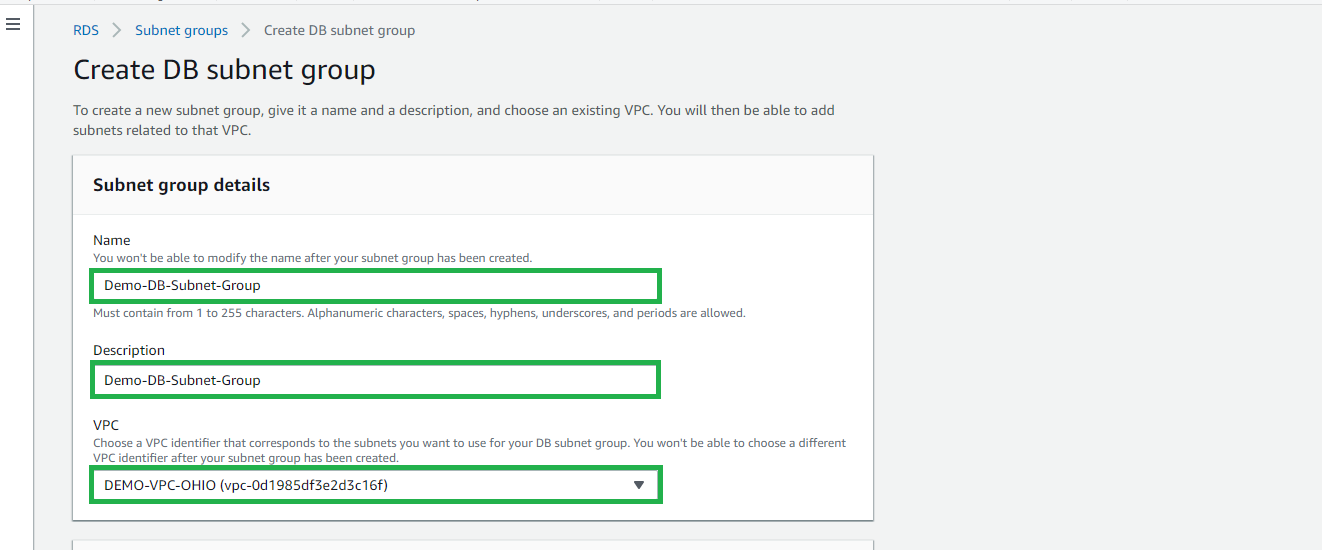 RDS > Subnet groups > Create DB subnet group
Create DB subnet group
To create a new subnet group, give it a name and a description, and choose an existing VPC. You will then be able to add
subnets related to that VPC.
Subnet group details
Name
You won't be able to modify the name after your subnet group has been created.
Demo-DB-Subnet-Group
Must contain from 1 to 255 characters. Alphanumeric characters, spaces, hyphens, underscores, and periods are allowed.
Description
Demo-DB-Subnet-Group
VPC
Choose a VPC identifier that corresponds to the subnets you want to use for your DB subnet group. You won't be able to choose a different
VPC identifier after your subnet group has been created.
DEMO-VPC-OHIO (vpc-0d1985df3e2d3c16f)